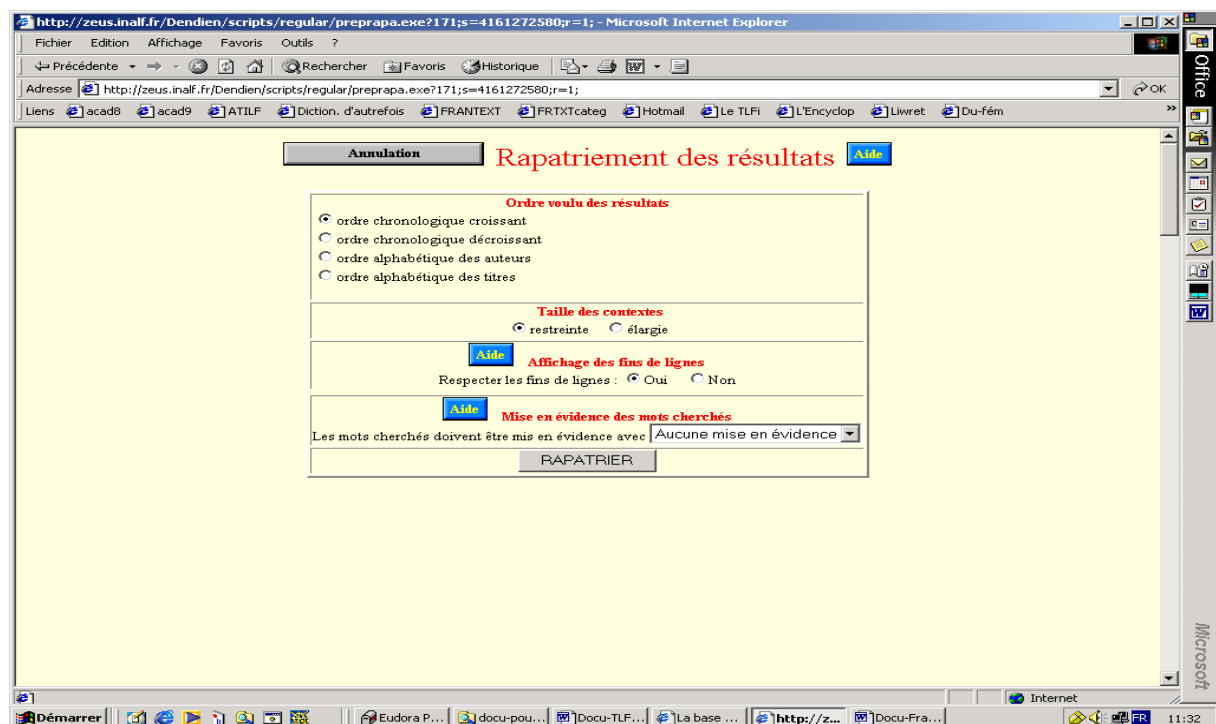 http://zeus.inalf.fr/Dendien/scripts/regular/preprapa.exe?171;s=4161272580;r=1; - Microsoft Internet Explorer
Fichier Edition Affichage Favoris Outils ?
Précédente Rechercher Favoris Historique
Adresse http://zeus.inalf.fr/Dendien/scripts/regular/preprapa.exe?171;s=4161272580;r=1; OK
Liens acad8 acad9 ATILF Diction. d'autrefois FRANTEXT FRTXTcateg Hotmail Le TLFi L'Encyclop Liwret Du-fém »
Office
Annulation Rapatriement des résultats Aide
Ordre voulu des résultats
ordre chronologique croissant
ordre chronologique décroissant
ordre alphabétique des auteurs
ordre alphabétique des titres
Taille des contextes
restreinte élargie
Aide Affichage des fins de lignes
Respecter les fins de lignes : Oui Non
Aide Mise en évidence des mots cherchés
Les mots cherchés doivent être mis en évidence avec Aucune mise en évidence
RAPATRIER
Microsoft
Internet
Démarrer Eudora P... docu-pou... Docu-TLF... La base ... http://z... Docu-Fra... FR 11:32